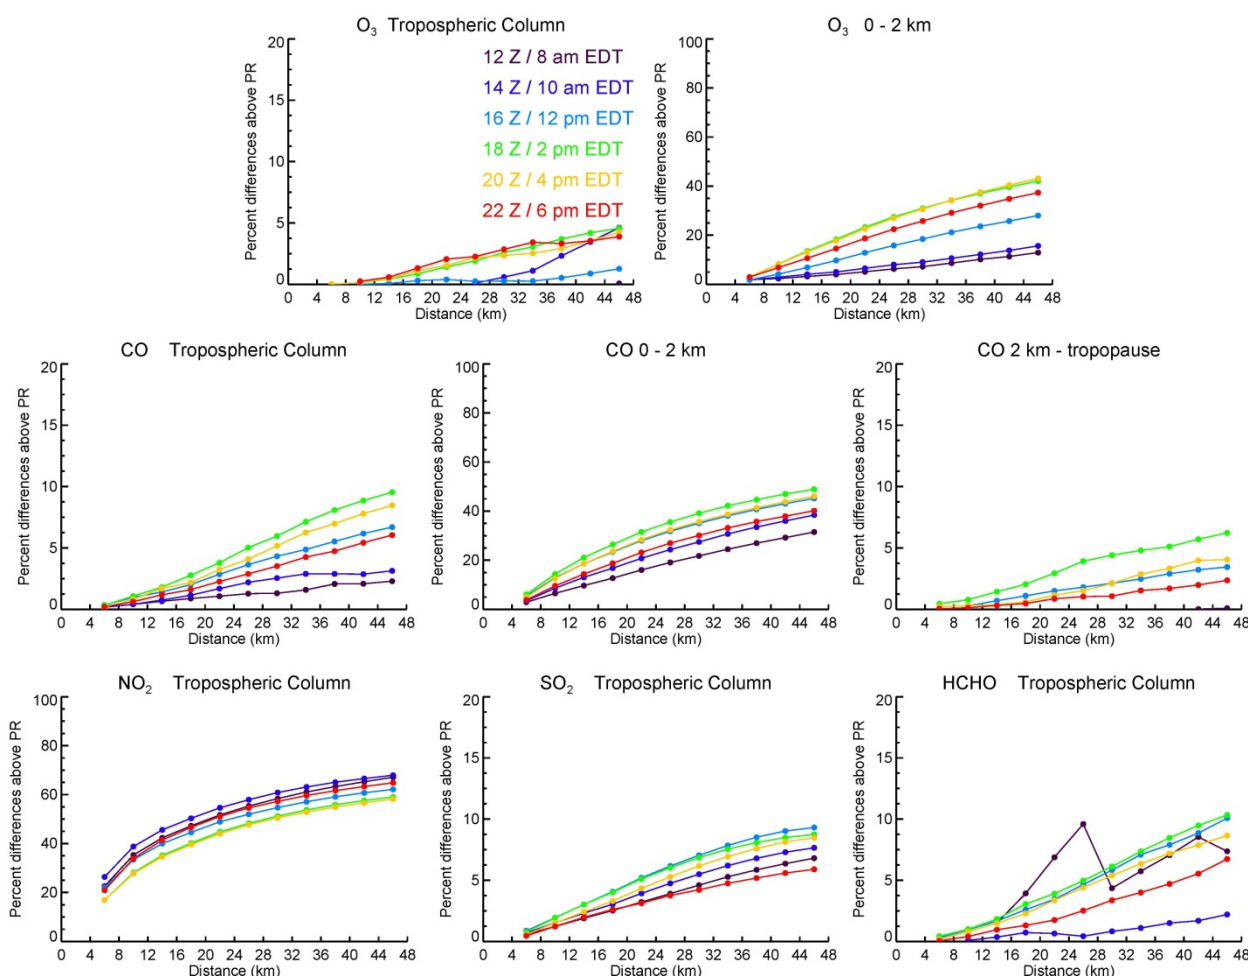 O3 Tropospheric Column
Percent differences above PR
20
15
10
5
0
0 4 8 12 16 20 24 28 32 36 40 44 48
Distance (km)
12 Z / 8 am EDT
14 Z / 10 am EDT
16 Z / 12 pm EDT
18 Z / 2 pm EDT
20 Z / 4 pm EDT
22 Z / 6 pm EDT
O3 0 - 2 km
Percent differences above PR
100
80
60
40
20
0
0 4 8 12 16 20 24 28 32 36 40 44 48
Distance (km)
CO Tropospheric Column
Percent differences above PR
20
15
10
5
0
0 4 8 12 16 20 24 28 32 36 40 44 48
Distance (km)
CO 0 - 2 km
Percent differences above PR
100
80
60
40
20
0
0 4 8 12 16 20 24 28 32 36 40 44 48
Distance (km)
CO 2 km - tropopause
Percent differences above PR
20
15
10
5
0
0 4 8 12 16 20 24 28 32 36 40 44 48
Distance (km)
NO2 Tropospheric Column
Percent differences above PR
100
80
60
40
20
0
0 4 8 12 16 20 24 28 32 36 40 44 48
Distance (km)
SO2 Tropospheric Column
Percent differences above PR
20
15
10
5
0
0 4 8 12 16 20 24 28 32 36 40 44 48
Distance (km)
HCHO Tropospheric Column
Percent differences above PR
20
15
10
5
0
0 4 8 12 16 20 24 28 32 36 40 44 48
Distance (km)